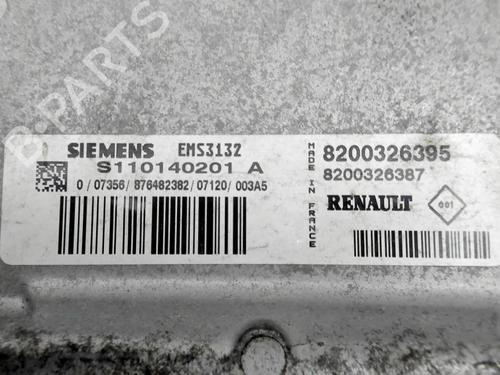 B-PARTS
SIEMENS EMS3132
S110140201 A
0 / 07356 / 876482382 / 07120 / 003A5
MADE IN FRANCE
8200326395
8200326387
RENAULT
001